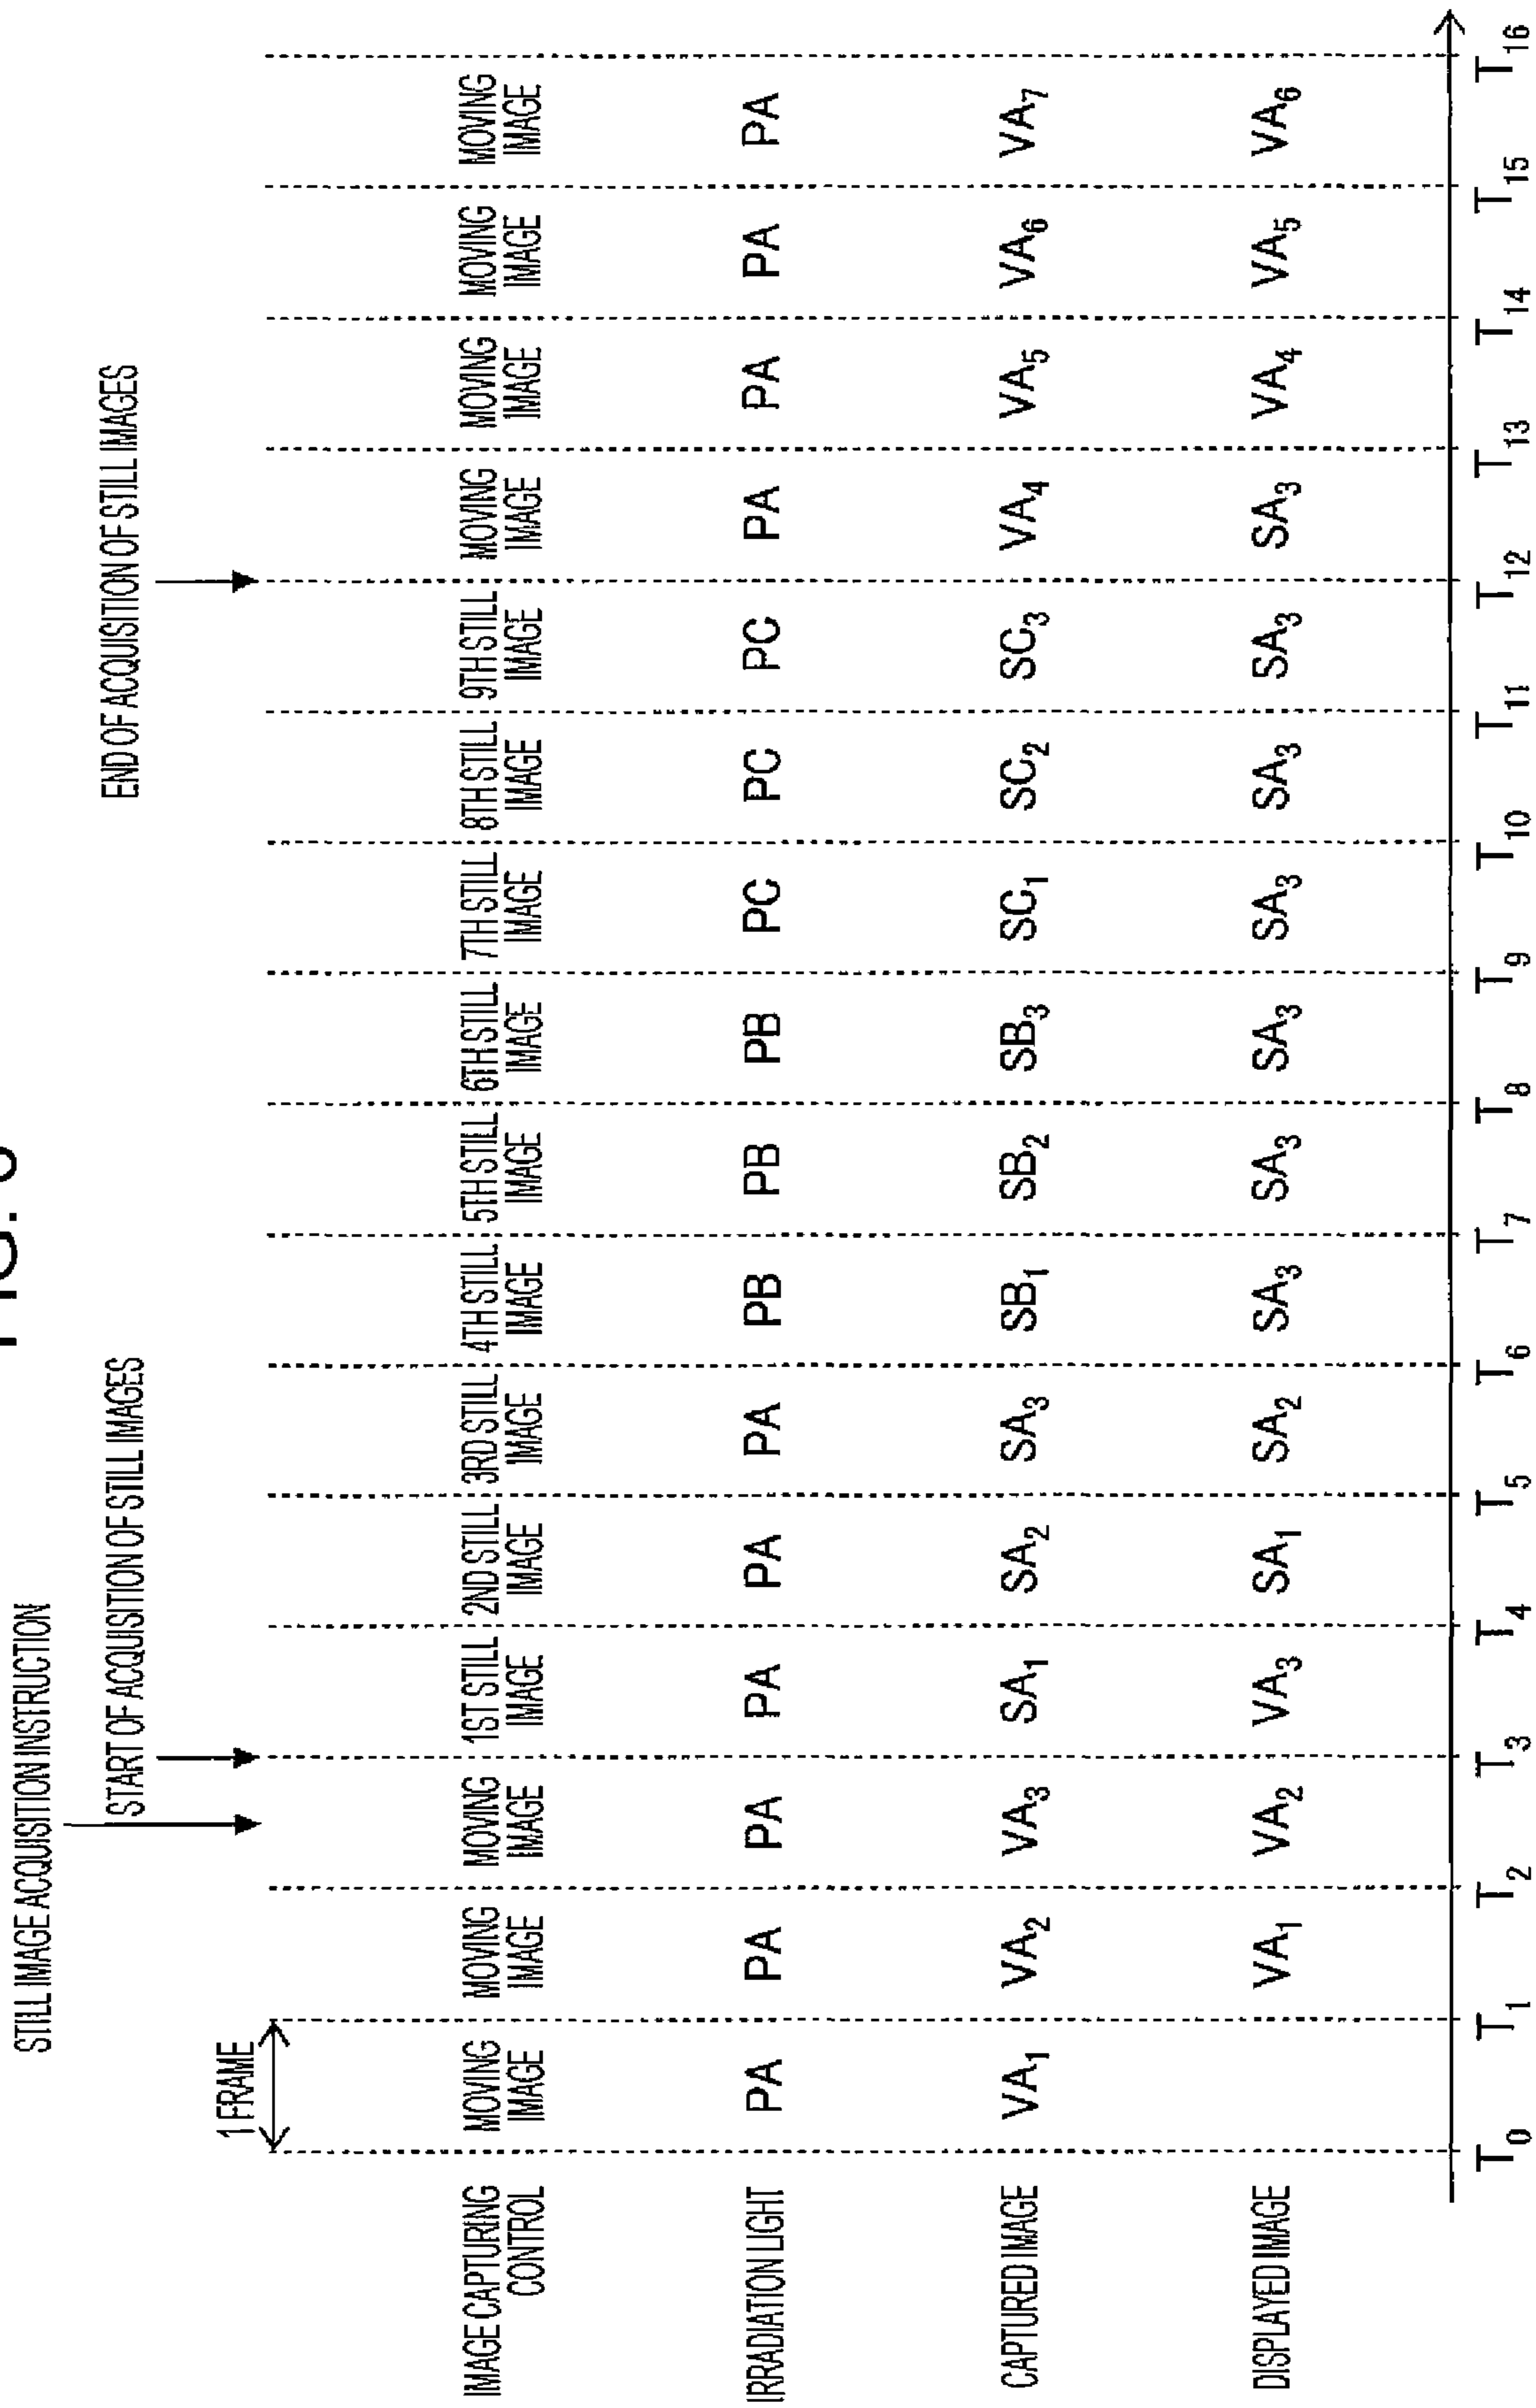 STILL IMAGE ACQUISITION INSTRUCTION
START OF ACQUISITION OF STILL IMAGES
END OF ACQUISITION OF STILL IMAGES
1 FRAME
IMAGE CAPTURING CONTROL
MOVING IMAGE
MOVING IMAGE
MOVING IMAGE
1ST STILL IMAGE
2ND STILL IMAGE
3RD STILL IMAGE
4TH STILL IMAGE
5TH STILL IMAGE
6TH STILL IMAGE
7TH STILL IMAGE
8TH STILL IMAGE
9TH STILL IMAGE
MOVING IMAGE
MOVING IMAGE
MOVING IMAGE
MOVING IMAGE
IRRADIATION LIGHT PA PA PA PA PA PA PB PB PB PC PC PC PA PA PA PA
CAPTURED IMAGE VA1 VA2 VA3 SA1 SA2 SA3 SB1 SB2 SB3 SC1 SC2 SC3 VA4 VA5 VA6 VA7
DISPLAYED IMAGE VA1 VA2 VA3 SA1 SA2 SA3 SA3 SA3 SA3 SA3 SA3 SA3 VA4 VA5 VA6
T0 T1 T2 T3 T4 T5 T6 T7 T8 T9 T10 T11 T12 T13 T14 T15 T16